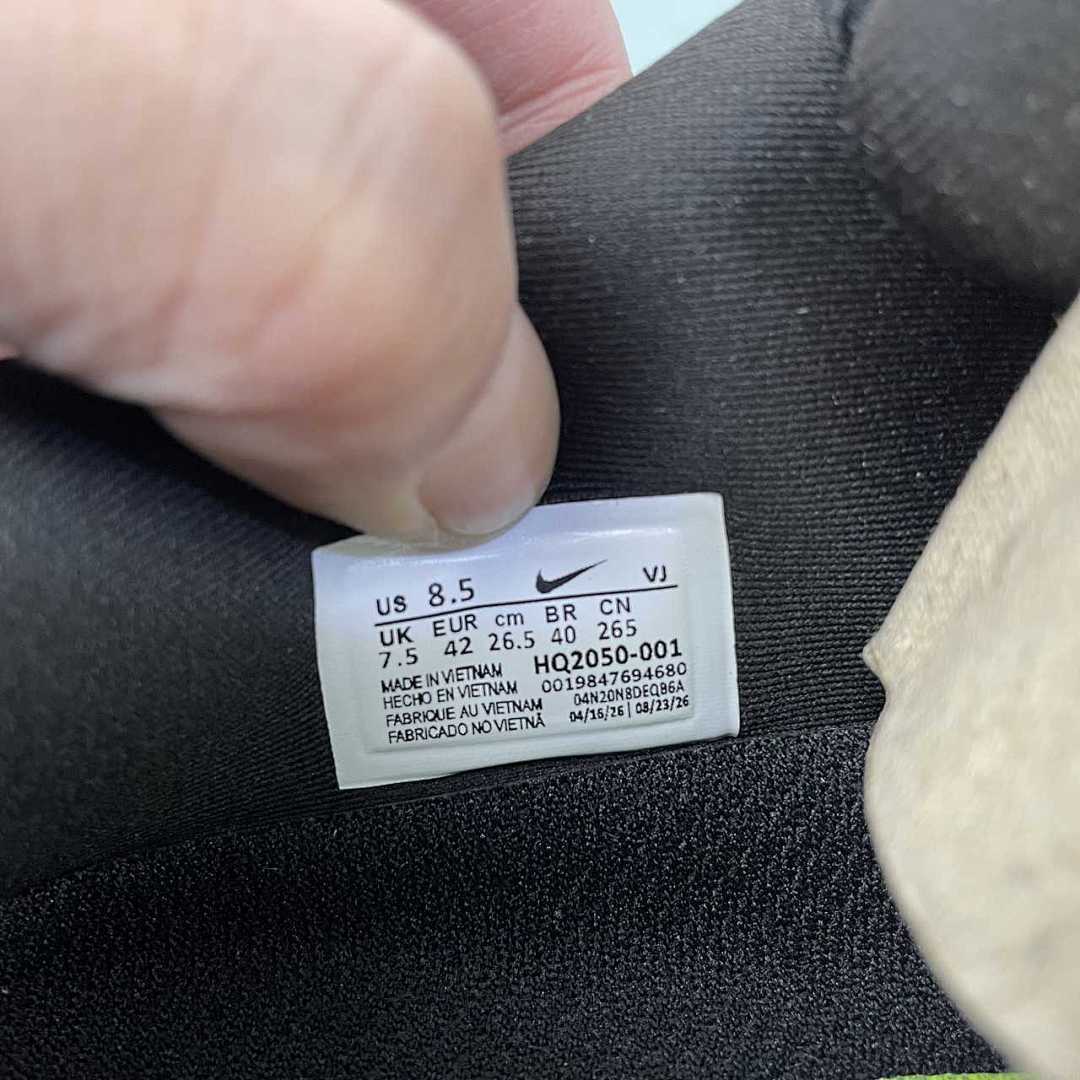 US 8.5 VJ
UK EUR cm BR CN
7.5 42 26.5 40 265
MADE IN VIETNAM HQ2050-001
HECHO EN VIETNAM 0019847694680
FABRIQUE AU VIETNAM 04N20N8DEQB6A
FABRICADO NO VIETNÃ 04/16/26 | 08/23/26